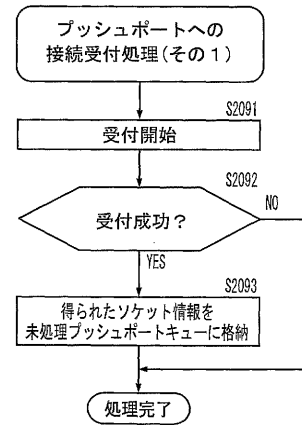 プッシュポートへの
接続受付処理(その1)
S2091
受付開始
S2092
受付成功?
NO
YES
S2093
得られたソケット情報を
未処理プッシュポートキューに格納
処理完了